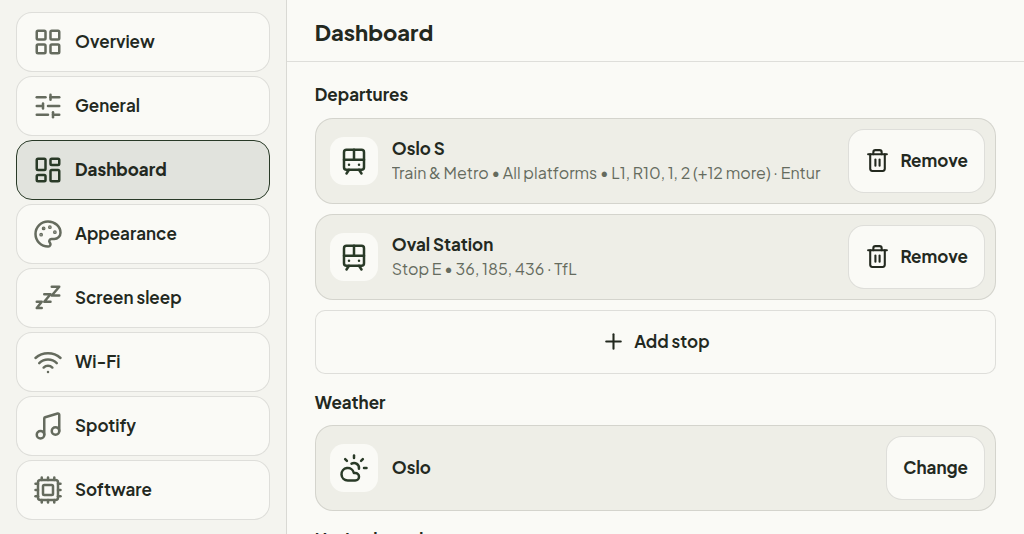 Overview
General
Dashboard
Appearance
Screen sleep
Wi-Fi
Spotify
Software
Dashboard
Departures
Oslo S
Train & Metro • All platforms • L1, R10, 1, 2 (+12 more) · Entur
Remove
Oval Station
Stop E • 36, 185, 436 · TfL
Remove
Add stop
Weather
Oslo
Change